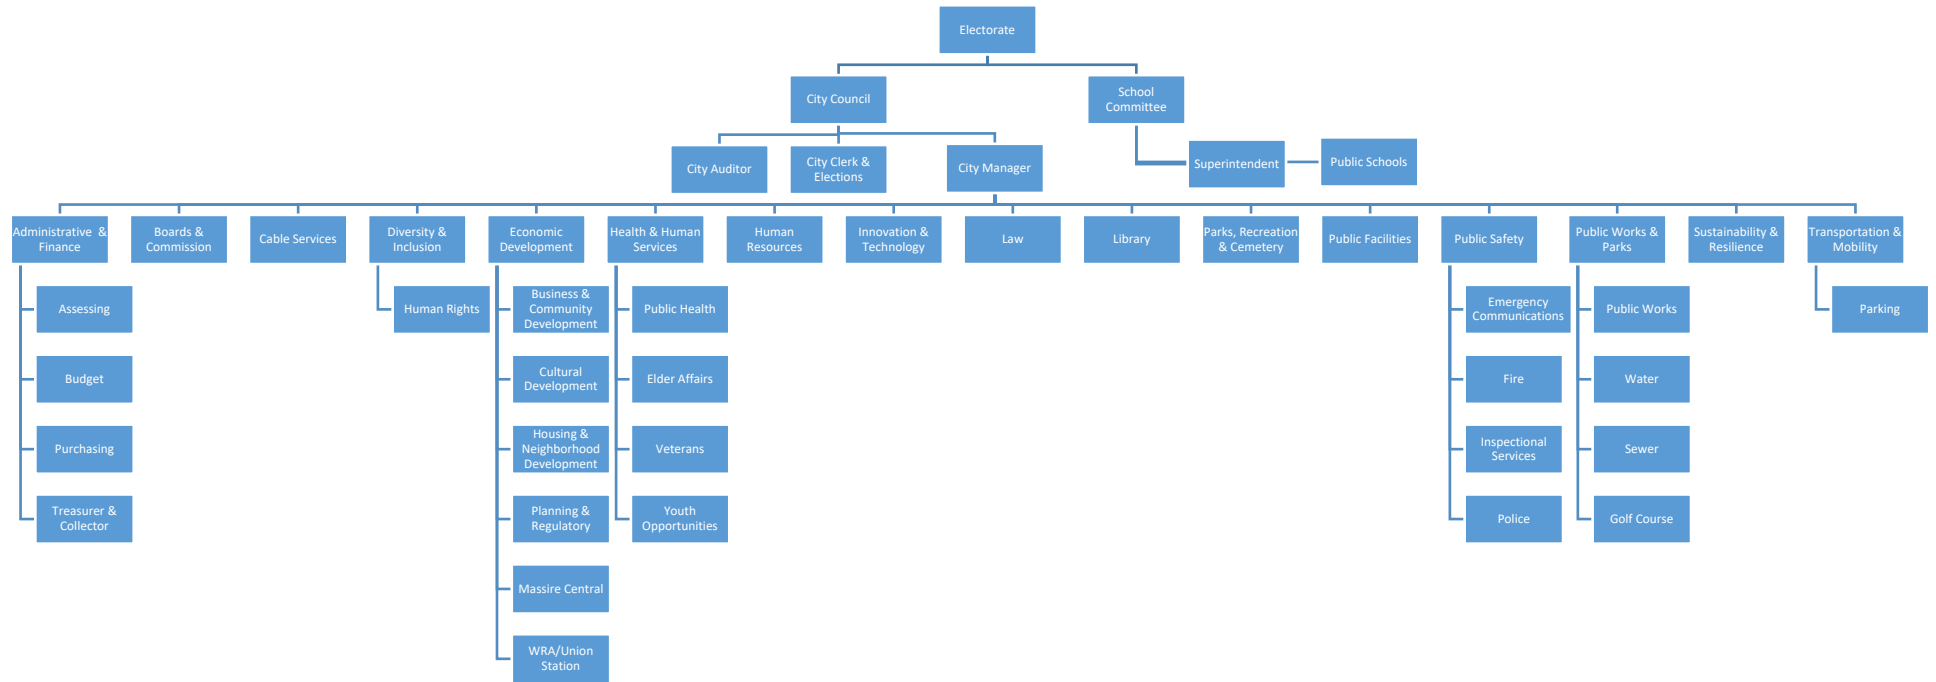 Electorate
City Council
School
Committee
City Auditor
City Clerk &
Elections
City Manager
Superintendent
Public Schools
Administrative &
Finance
Boards &
Commission
Cable Services
Diversity &
Inclusion
Economic
Development
Health & Human
Services
Human
Resources
Innovation &
Technology
Law
Library
Parks, Recreation
& Cemetery
Public Facilities
Public Safety
Public Works &
Parks
Sustainability &
Resilience
Transportation &
Mobility
Assessing
Budget
Purchasing
Treasurer &
Collector
Human Rights
Business &
Community
Development
Cultural
Development
Housing &
Neighborhood
Development
Planning &
Regulatory
Massire Central
WRA/Union
Station
Public Health
Elder Affairs
Veterans
Youth
Opportunities
Emergency
Communications
Fire
Inspectional
Services
Police
Public Works
Water
Sewer
Golf Course
Parking